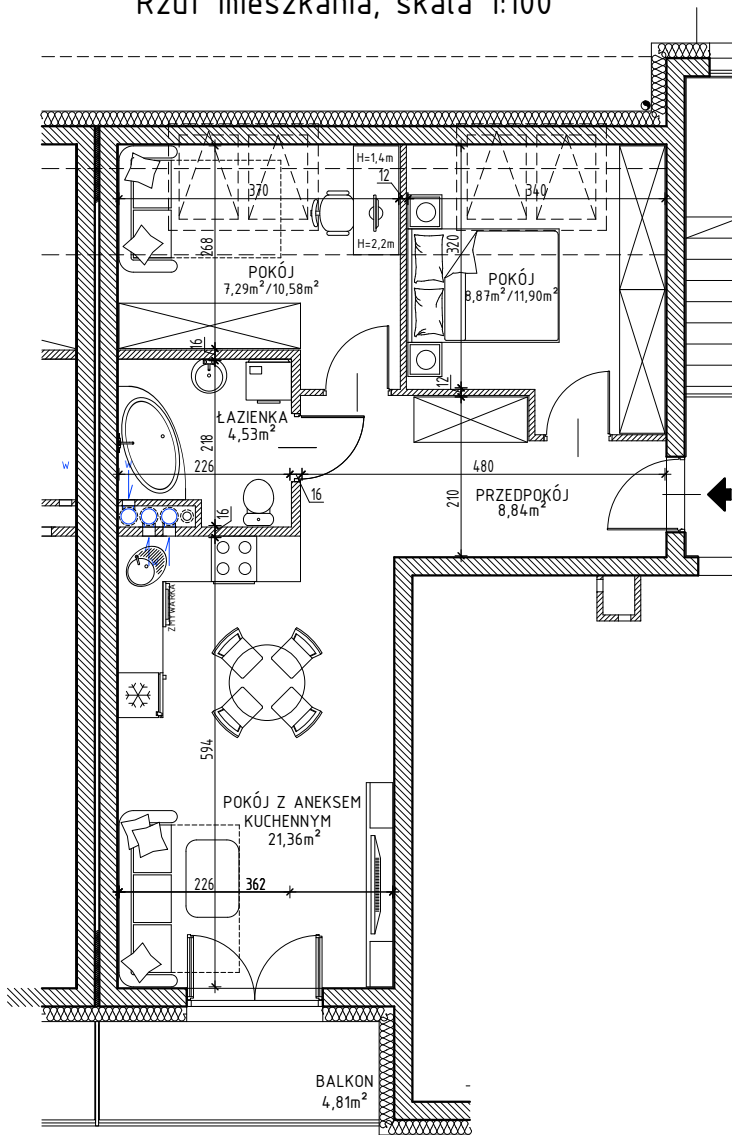 Rzut mieszkania, skala 1:100
H=1,4m
12
370
340
H=2,2m
268
320
POKÓJ
7,29m²/10,58m²
POKÓJ
8,87m²/11,90m²
16
12
ŁAZIENKA
4,53m²
218
226
480
W
W
16
210
PRZEDPOKÓJ
8,84m²
16
ZMYWARKA
594
POKÓJ Z ANEKSEM
KUCHENNYM
21,36m²
226
362
BALKON
4,81m²